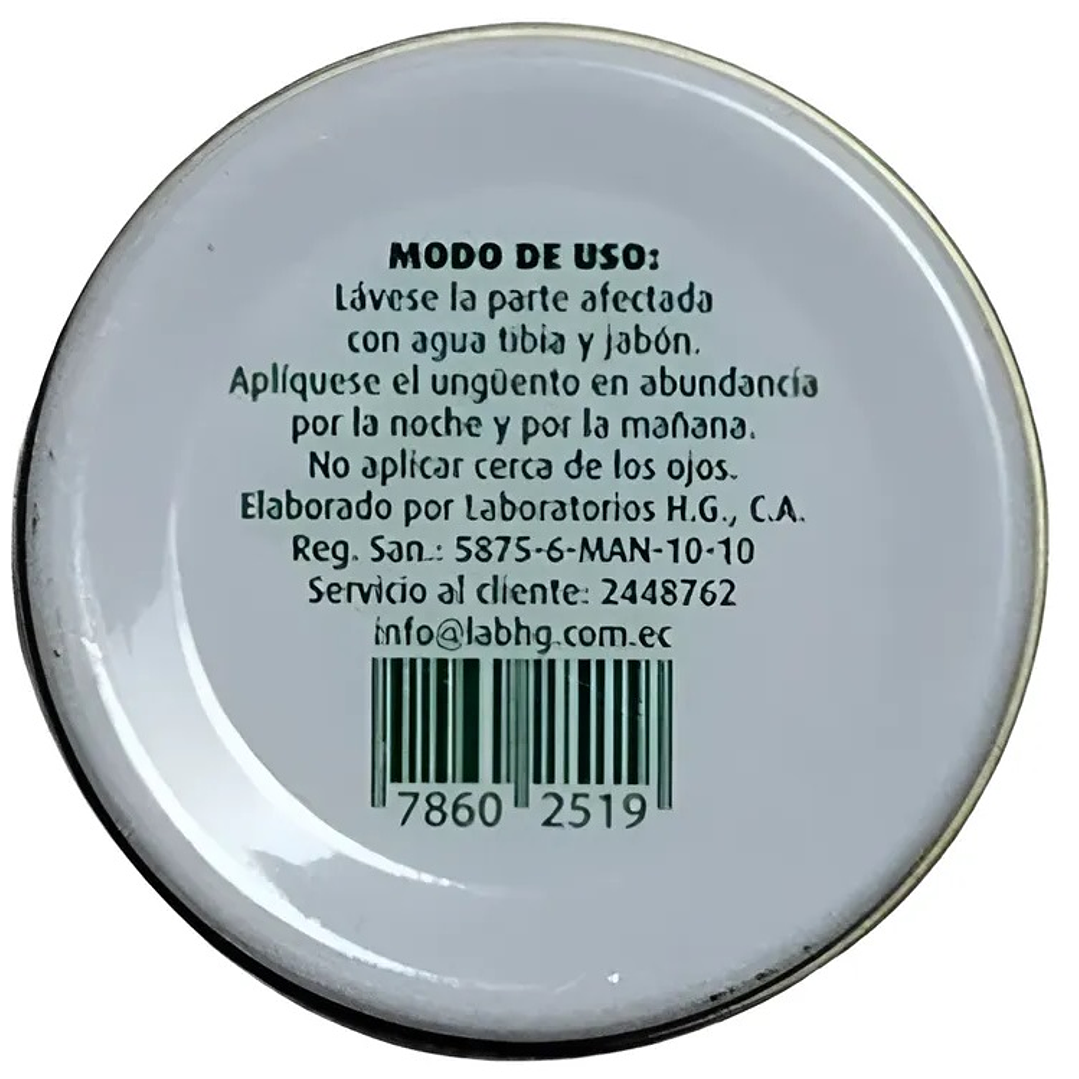 MODO DE USO:
Lávese la parte afectada
con agua tibia y jabón.
Aplíquese el ungüento en abundancia
por la noche y por la mañana.
No aplicar cerca de los ojos.
Elaborado por Laboratorios H.G., C.A.
Reg. San.: 5875-6-MAN-10-10
Servicio al cliente: 2448762
info@labhg.com.ec
7860 2519